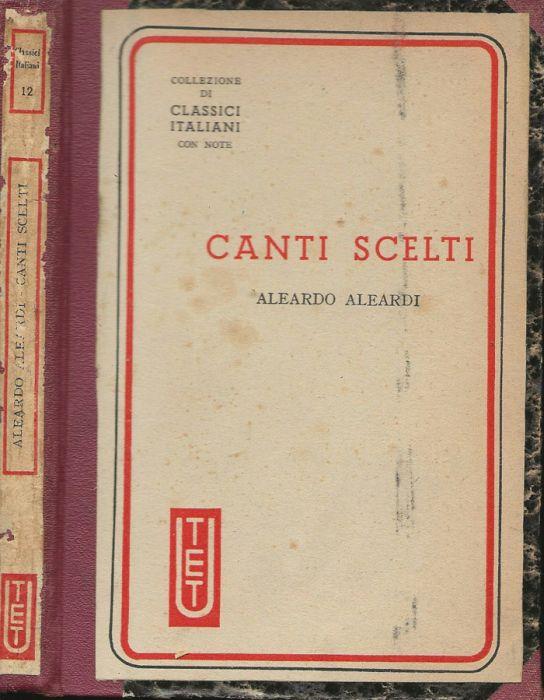 Classici
Italiani
12
ALEARDO ALEARDI - CANTI SCELTI
UTET
COLLEZIONE
DI
CLASSICI
ITALIANI
CON NOTE
CANTI SCELTI
ALEARDO ALEARDI
UTET